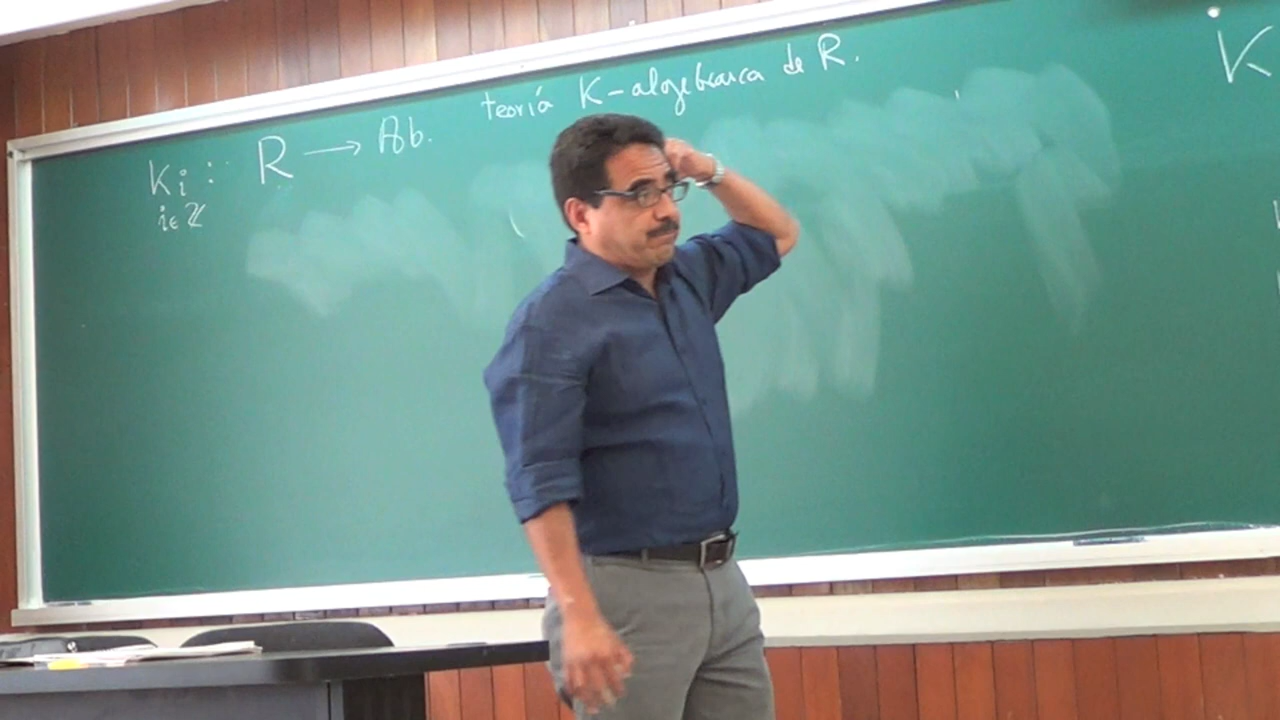 teoría K-algebraica de R.
Ki : R → Ab.
i∈ℤ
K